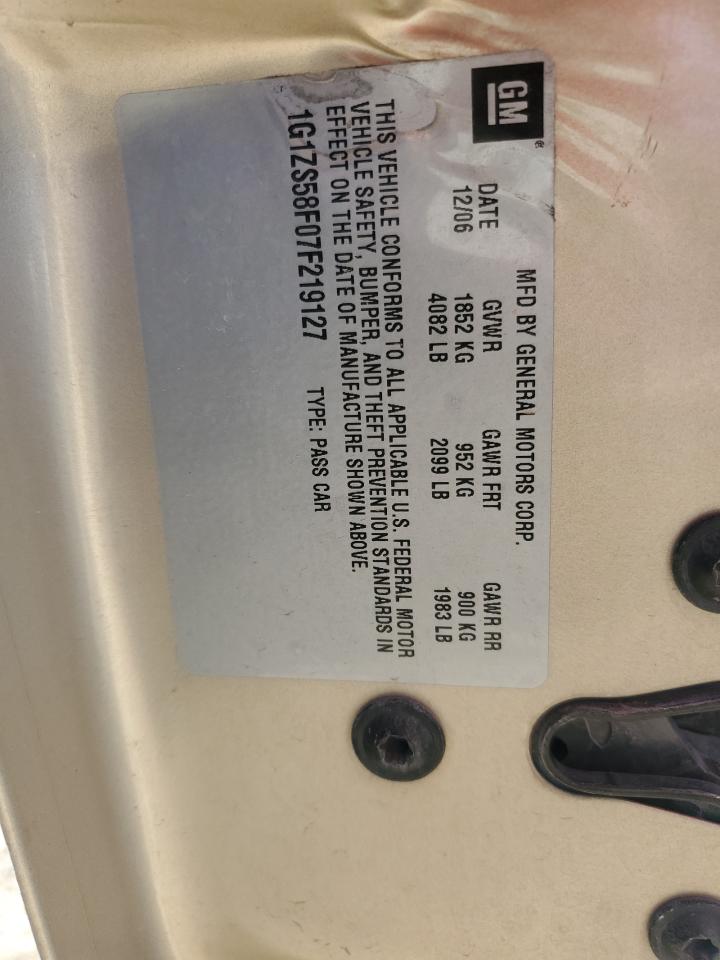 GM
MFD BY GENERAL MOTORS CORP.
DATE GVWR GAWR FRT GAWR RR
12/06 1852 KG 952 KG 900 KG
4082 LB 2099 LB 1983 LB
THIS VEHICLE CONFORMS TO ALL APPLICABLE U.S. FEDERAL MOTOR
VEHICLE SAFETY, BUMPER, AND THEFT PREVENTION STANDARDS IN
EFFECT ON THE DATE OF MANUFACTURE SHOWN ABOVE.
1G1ZS58F07F219127 TYPE: PASS CAR